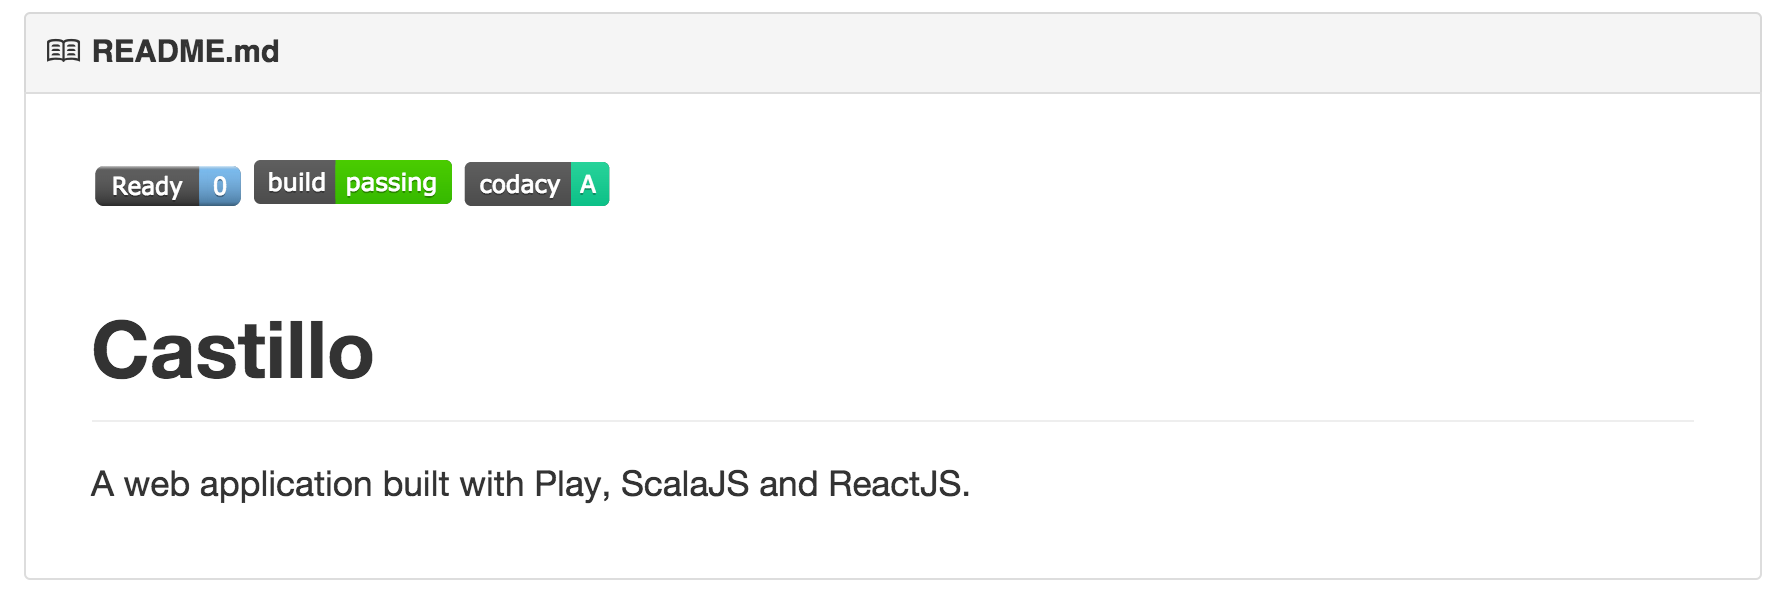 README.md
Ready 0 build passing codacy A
Castillo
A web application built with Play, ScalaJS and ReactJS.